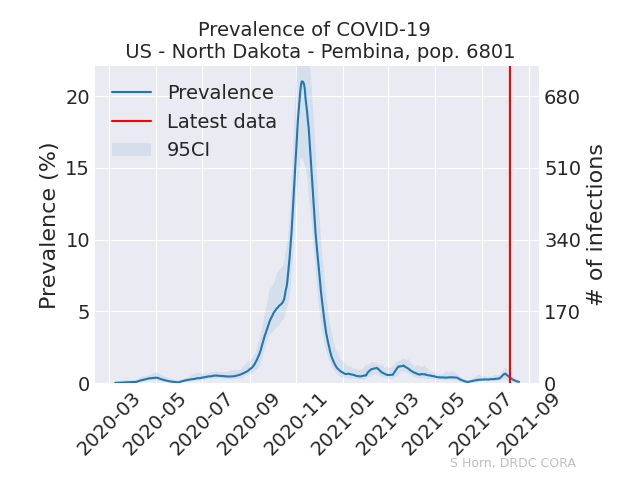 Prevalence of COVID-19
US - North Dakota - Pembina, pop. 6801
Prevalence
Latest data
95CI
Prevalence (%)
20
15
10
5
0
# of infections
680
510
340
170
0
2020-03
2020-05
2020-07
2020-09
2020-11
2021-01
2021-03
2021-05
2021-07
2021-09
S Horn, DRDC CORA